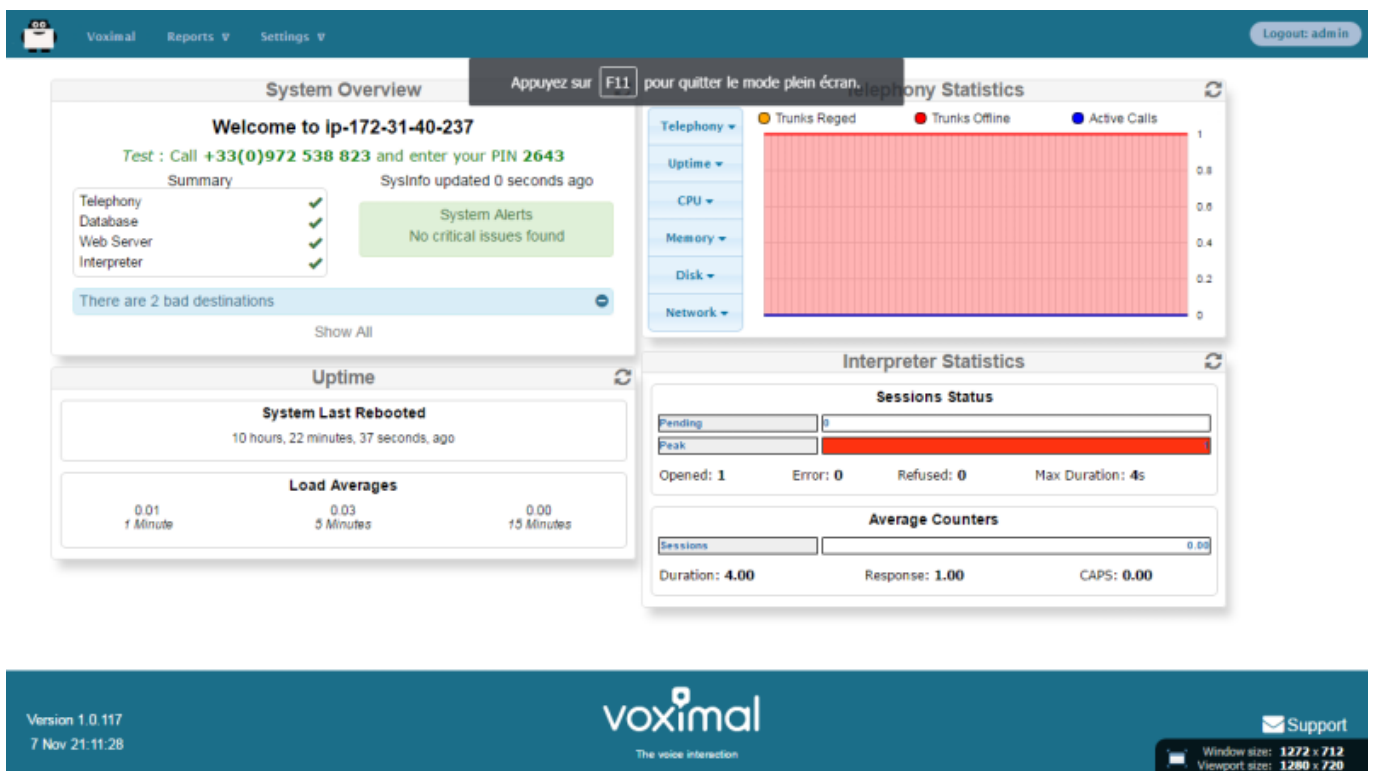 Voximal Reports Settings Logout: admin
Appuyez sur F11 pour quitter le mode plein écran.
System Overview
Welcome to ip-172-31-40-237
Test : Call +33(0)972 538 823 and enter your PIN 2643
Summary
Telephony
Database
Web Server
Interpreter
SysInfo updated 0 seconds ago
System Alerts
No critical issues found
There are 2 bad destinations
Show All
Uptime
System Last Rebooted
10 hours, 22 minutes, 37 seconds, ago
Load Averages
0.01 0.03 0.00
1 Minute 5 Minutes 15 Minutes
Telephony Statistics
Telephony
Uptime
CPU
Memory
Disk
Network
Trunks Reged Trunks Offline Active Calls
1
0.8
0.6
0.4
0.2
0
Interpreter Statistics
Sessions Status
Pending 0
Peak 1
Opened: 1 Error: 0 Refused: 0 Max Duration: 4s
Average Counters
Sessions 0.00
Duration: 4.00 Response: 1.00 CAPS: 0.00
Version 1.0.117
7 Nov 21:11:28
voximal
The voice interaction
Support
Window size: 1272 x 712
Viewport size: 1280 x 720